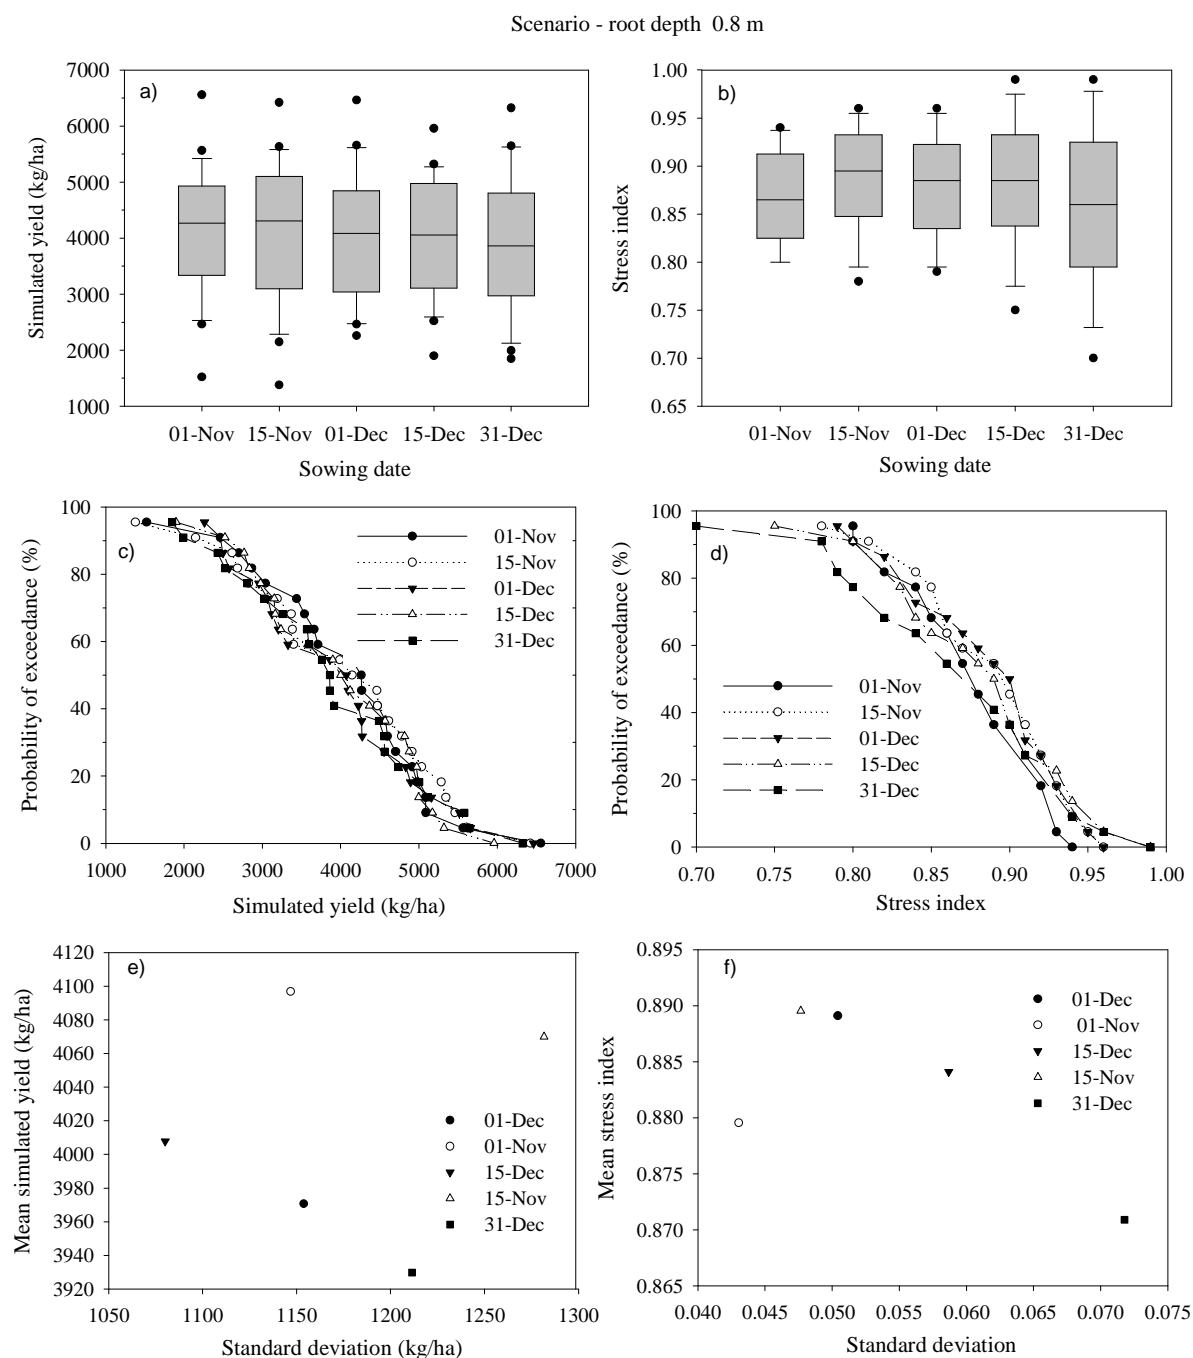 Scenario - root depth 0.8 m
a)
7000
6000
5000
4000
3000
2000
1000
Simulated yield (kg/ha)
01-Nov 15-Nov 01-Dec 15-Dec 31-Dec
Sowing date
b)
1.00
0.95
0.90
0.85
0.80
0.75
0.70
0.65
Stress index
01-Nov 15-Nov 01-Dec 15-Dec 31-Dec
Sowing date
c)
100
80
60
40
20
0
Probability of exceedance (%)
01-Nov
15-Nov
01-Dec
15-Dec
31-Dec
1000 2000 3000 4000 5000 6000 7000
Simulated yield (kg/ha)
d)
100
80
60
40
20
0
Probability of exceedance (%)
01-Nov
15-Nov
01-Dec
15-Dec
31-Dec
0.70 0.75 0.80 0.85 0.90 0.95 1.00
Stress index
e)
4120
4100
4080
4060
4040
4020
4000
3980
3960
3940
3920
Mean simulated yield (kg/ha)
01-Dec
01-Nov
15-Dec
15-Nov
31-Dec
1050 1100 1150 1200 1250 1300
Standard deviation (kg/ha)
f)
0.895
0.890
0.885
0.880
0.875
0.870
0.865
Mean stress index
01-Dec
01-Nov
15-Dec
15-Nov
31-Dec
0.040 0.045 0.050 0.055 0.060 0.065 0.070 0.075
Standard deviation